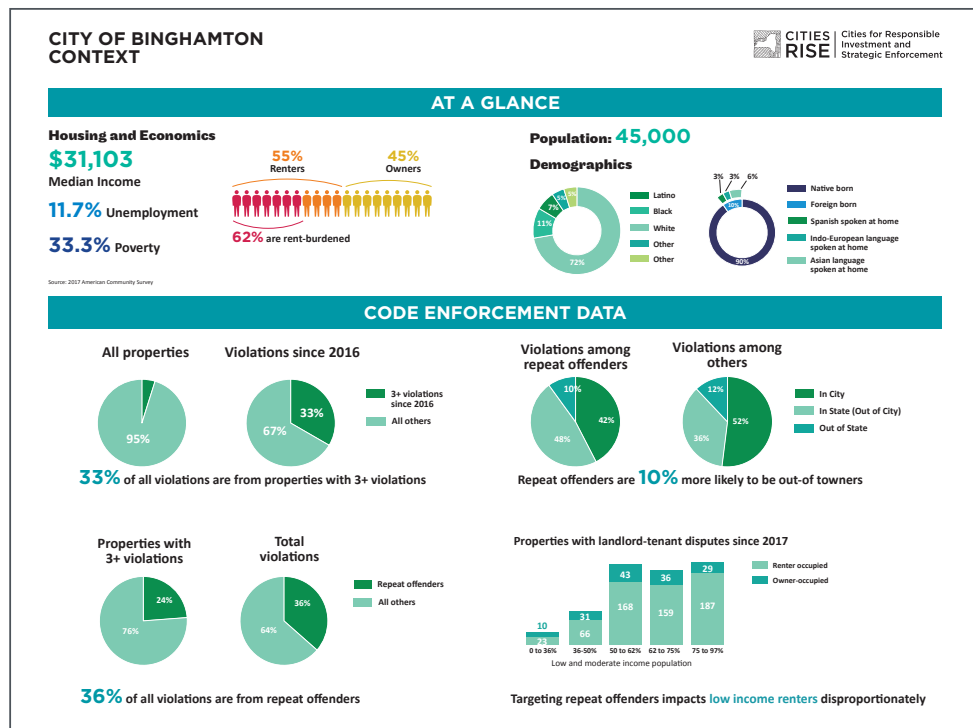 CITY OF BINGHAMTON
CONTEXT
CITIES
RISE
Cities for Responsible
Investment and
Strategic Enforcement
AT A GLANCE
Housing and Economics
$31,103
Median Income
11.7% Unemployment
33.3% Poverty
55%
Renters
45%
Owners
62% are rent-burdened
Source: 2017 American Community Survey
Population: 45,000
Demographics
7%
3%
5%
11%
72%
Latino
Black
White
Other
Other
3%
3%
6%
10%
90%
Native born
Foreign born
Spanish spoken at home
Indo-European language
spoken at home
Asian language
spoken at home
CODE ENFORCEMENT DATA
All properties
95%
Violations since 2016
33%
67%
3+ violations
since 2016
All others
33% of all violations are from properties with 3+ violations
Violations among
repeat offenders
10%
42%
48%
Violations among
others
12%
52%
36%
In City
In State (Out of City)
Out of State
Repeat offenders are 10% more likely to be out-of towners
Properties with
3+ violations
24%
76%
Total
violations
36%
64%
Repeat offenders
All others
36% of all violations are from repeat offenders
Properties with landlord-tenant disputes since 2017
10
23
31
66
43
168
36
159
29
187
0 to 36%
36-50%
50 to 62%
62 to 75%
75 to 97%
Low and moderate income population
Renter occupied
Owner-occupied
Targeting repeat offenders impacts low income renters disproportionately